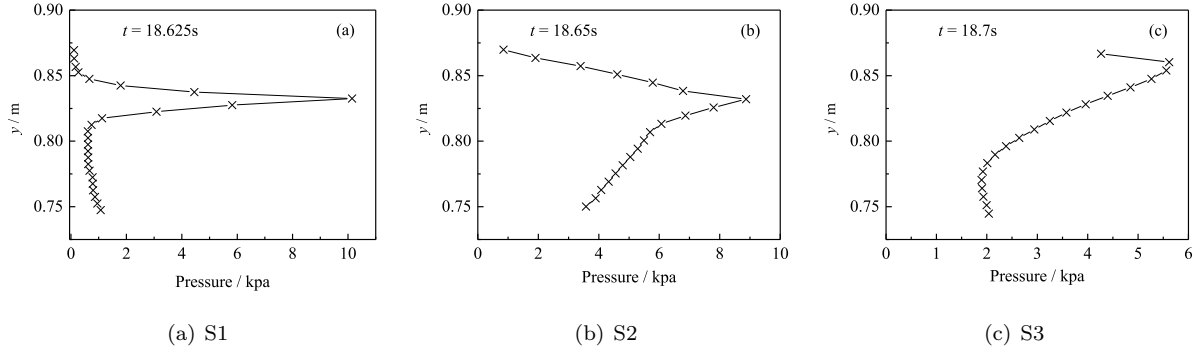 t = 18.625s
(a)
0.90
0.85
0.80
0.75
y / m
0 2 4 6 8 10
Pressure / kpa
(a) S1
t = 18.65s
(b)
0.90
0.85
0.80
0.75
y / m
0 2 4 6 8 10
Pressure / kpa
(b) S2
t = 18.7s
(c)
0.90
0.85
0.80
0.75
y / m
0 1 2 3 4 5 6
Pressure / kpa
(c) S3